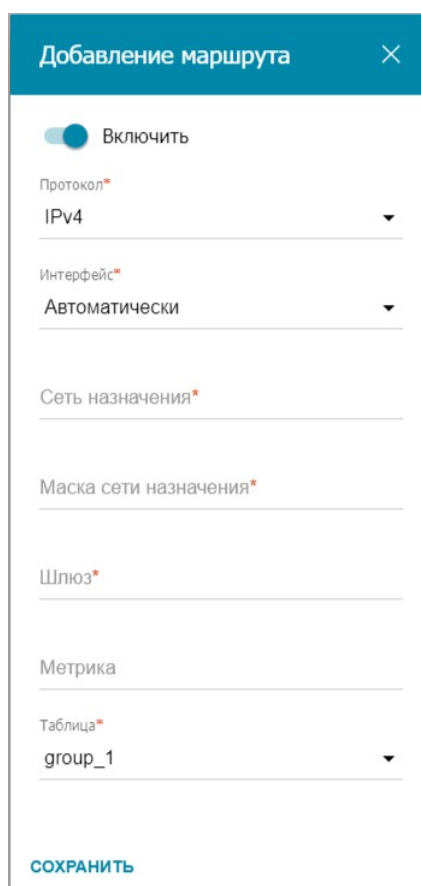 Добавление маршрута
Включить
Протокол*
IPv4
Интерфейс*
Автоматически
Сеть назначения*
Маска сети назначения*
Шлюз*
Метрика
Таблица*
group_1
СОХРАНИТЬ